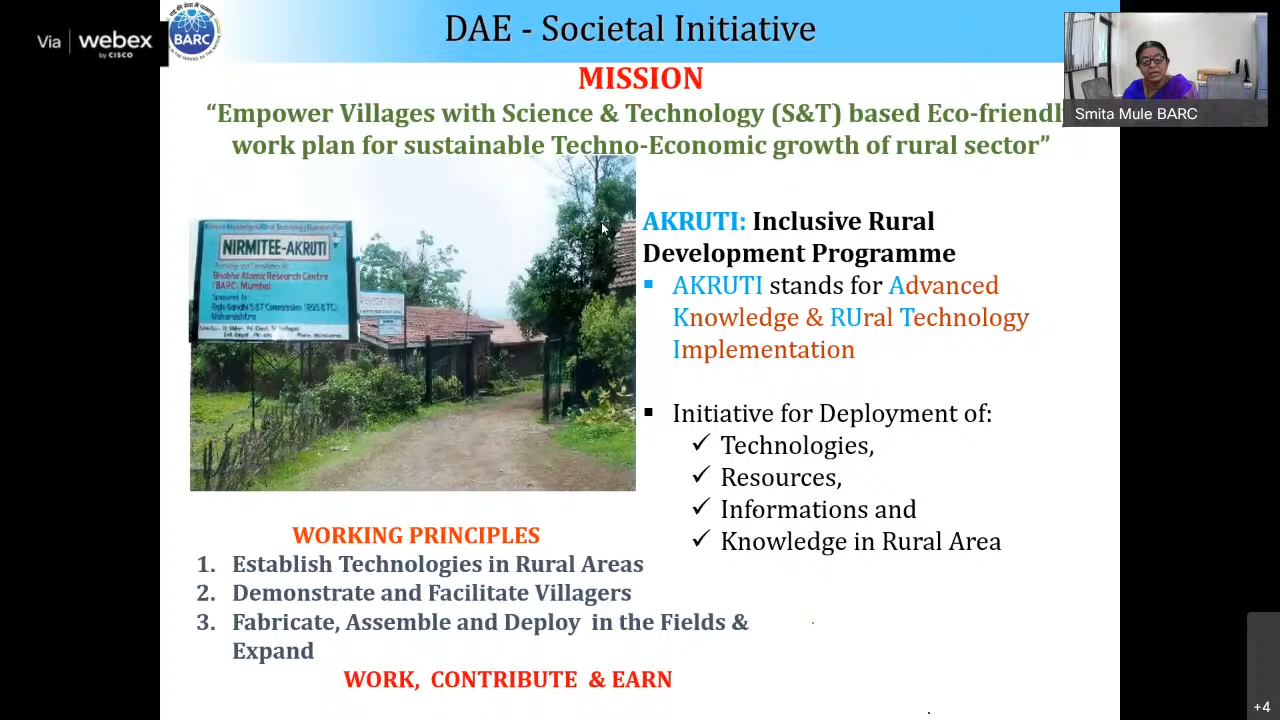 Via webex
by CISCO
BARC
DAE - Societal Initiative
Smita Mule BARC
MISSION
“Empower Villages with Science & Technology (S&T) based Eco-friendl
work plan for sustainable Techno-Economic growth of rural sector”
NIRMITEE-AKRUTI
Bhabha Atomic Research Centre
(BARC) Mumbai
AKRUTI: Inclusive Rural
Development Programme
▪ AKRUTI stands for Advanced
Knowledge & RUral Technology
Implementation
▪ Initiative for Deployment of:
✓ Technologies,
✓ Resources,
✓ Informations and
✓ Knowledge in Rural Area
WORKING PRINCIPLES
1. Establish Technologies in Rural Areas
2. Demonstrate and Facilitate Villagers
3. Fabricate, Assemble and Deploy in the Fields &
Expand
WORK, CONTRIBUTE & EARN
+4